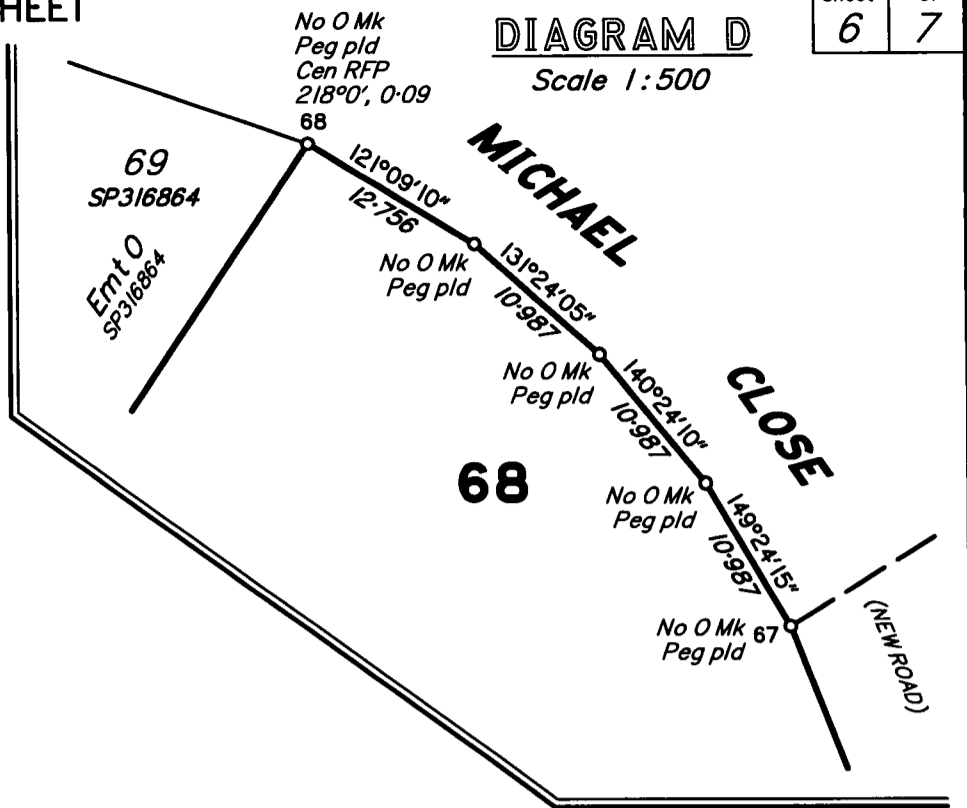 HEET
Sheet of
6 7
DIAGRAM D
Scale 1:500
No O Mk
Peg pld
Cen RFP
218°0', 0·09
68
69
SP316864
Emt O
SP316864
121°09'10"
12·756
MICHAEL
No O Mk
Peg pld
131°24'05"
10·987
No O Mk
Peg pld
140°24'10"
10·987
CLOSE
68
No O Mk
Peg pld
149°24'15"
10·987
No O Mk
Peg pld
67
(NEW ROAD)